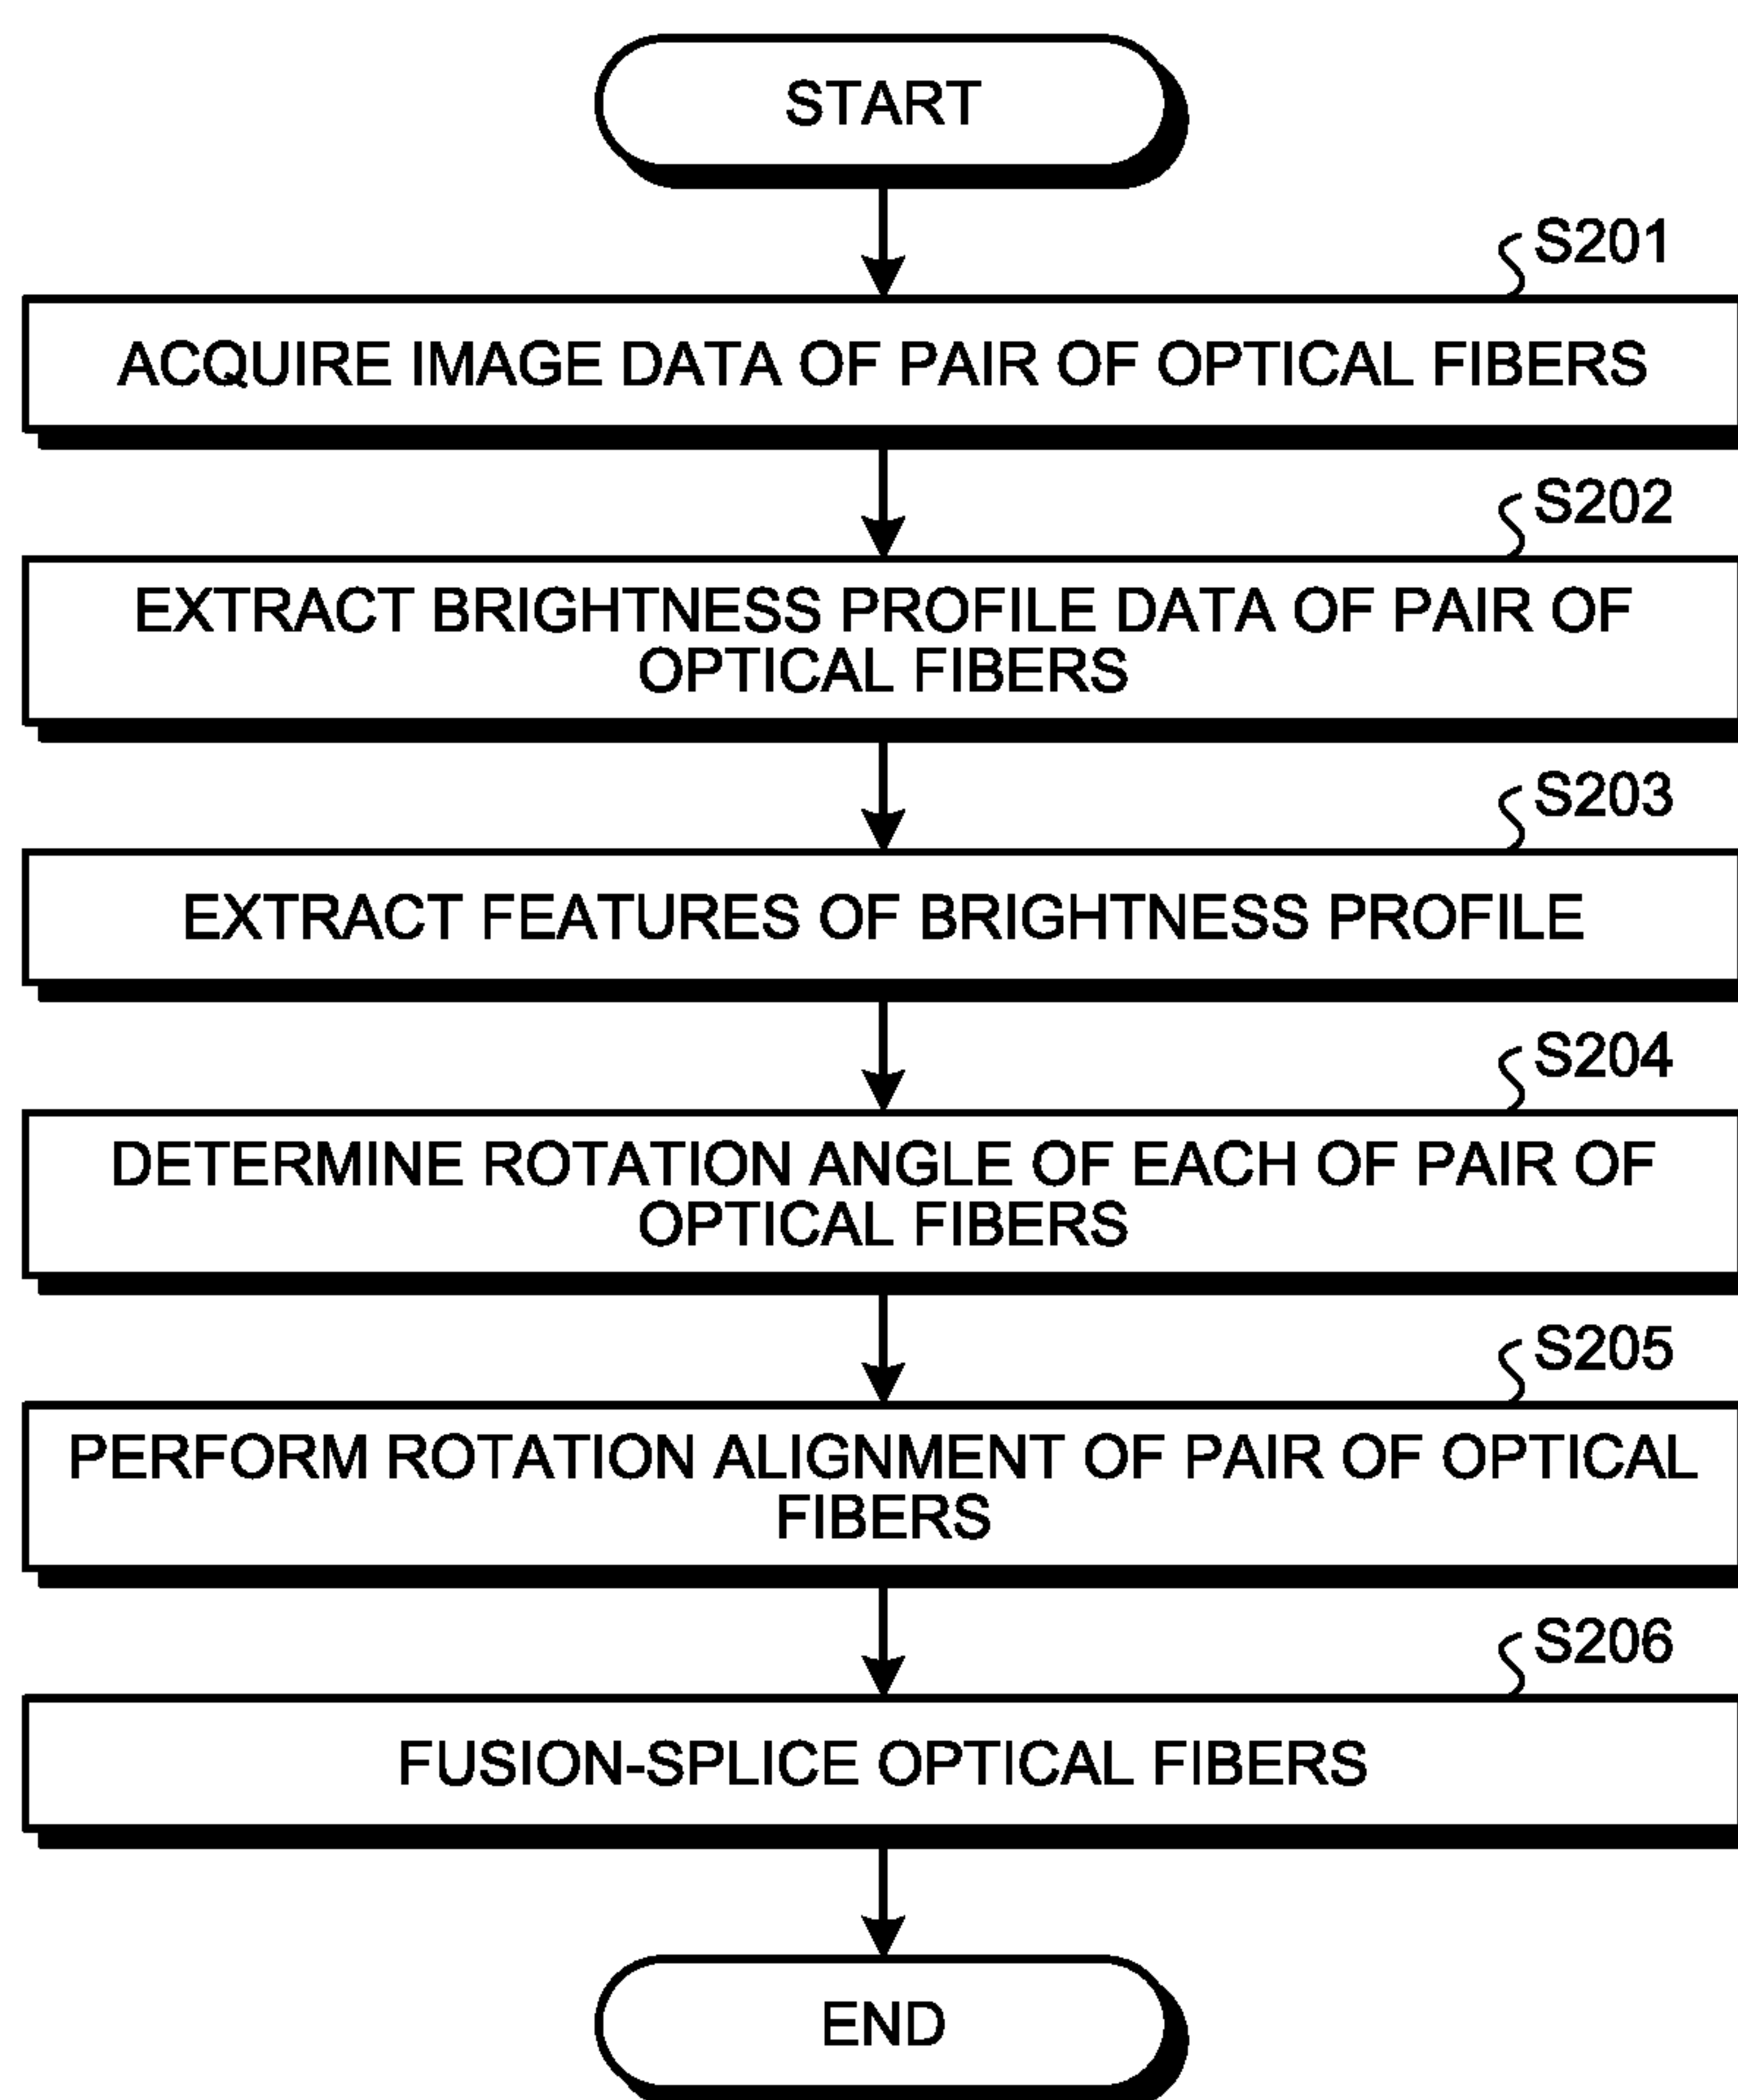 START
S201
ACQUIRE IMAGE DATA OF PAIR OF OPTICAL FIBERS
S202
EXTRACT BRIGHTNESS PROFILE DATA OF PAIR OF
OPTICAL FIBERS
S203
EXTRACT FEATURES OF BRIGHTNESS PROFILE
S204
DETERMINE ROTATION ANGLE OF EACH OF PAIR OF
OPTICAL FIBERS
S205
PERFORM ROTATION ALIGNMENT OF PAIR OF OPTICAL
FIBERS
S206
FUSION-SPLICE OPTICAL FIBERS
END